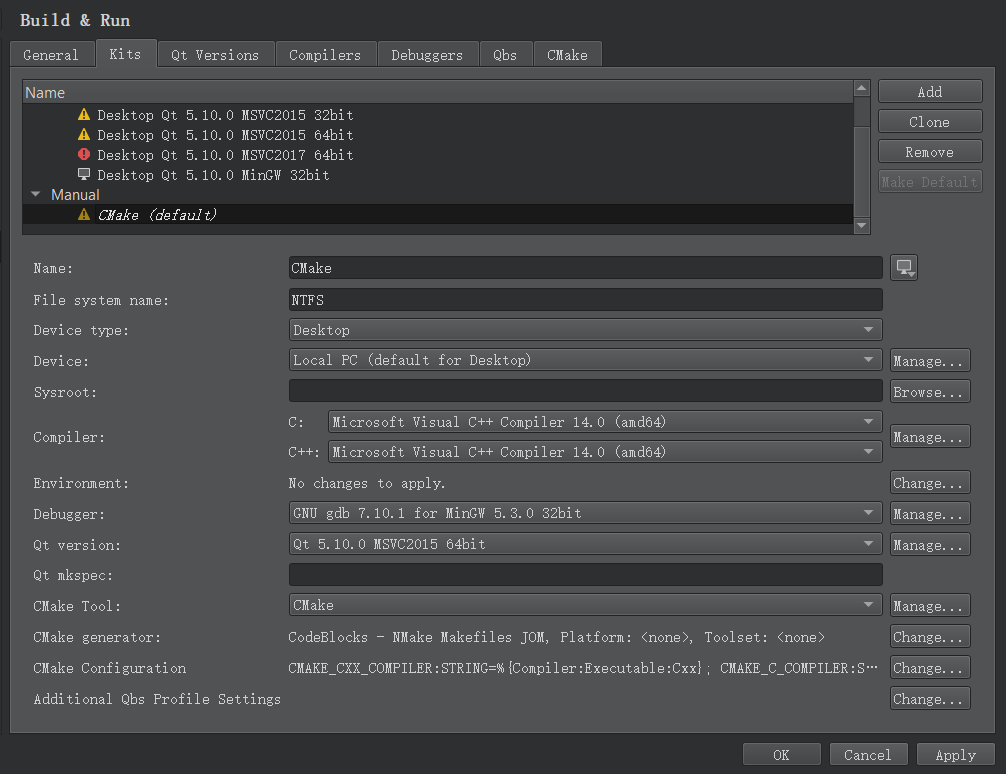 Build & Run
General Kits Qt Versions Compilers Debuggers Qbs CMake
Name
Add
Desktop Qt 5.10.0 MSVC2015 32bit
Clone
Desktop Qt 5.10.0 MSVC2015 64bit
Remove
Desktop Qt 5.10.0 MSVC2017 64bit
Make Default
Desktop Qt 5.10.0 MinGW 32bit
Manual
CMake (default)
Name: CMake
File system name: NTFS
Device type: Desktop
Device: Local PC (default for Desktop) Manage...
Sysroot: Browse...
Compiler: C: Microsoft Visual C++ Compiler 14.0 (amd64)
C++: Microsoft Visual C++ Compiler 14.0 (amd64) Manage...
Environment: No changes to apply. Change...
Debugger: GNU gdb 7.10.1 for MinGW 5.3.0 32bit Manage...
Qt version: Qt 5.10.0 MSVC2015 64bit Manage...
Qt mkspec:
CMake Tool: CMake Manage...
CMake generator: CodeBlocks - NMake Makefiles JOM, Platform: <none>, Toolset: <none> Change...
CMake Configuration CMAKE_CXX_COMPILER:STRING=%{Compiler:Executable:Cxx}; CMAKE_C_COMPILER:S… Change...
Additional Qbs Profile Settings Change...
OK Cancel Apply